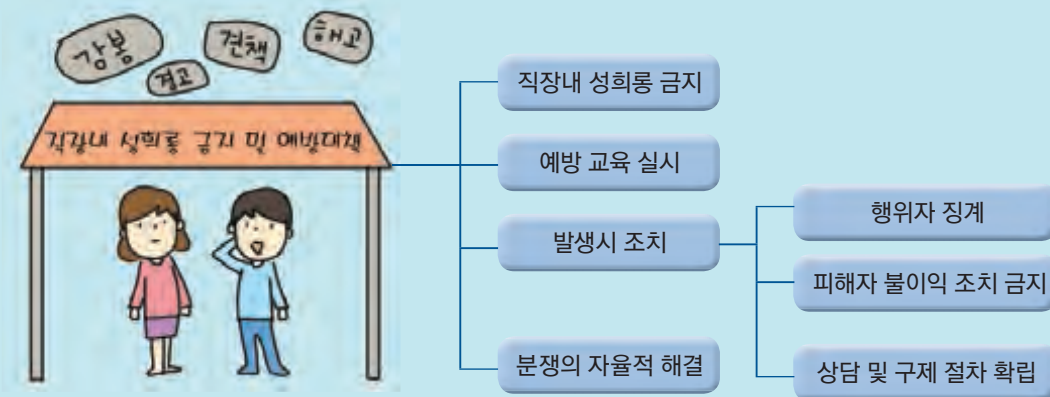 감봉
경고
견책
해고
직장내 성희롱 금지 및 예방대책
직장내 성희롱 금지
예방 교육 실시
발생시 조치
분쟁의 자율적 해결
행위자 징계
피해자 불이익 조치 금지
상담 및 구제 절차 확립